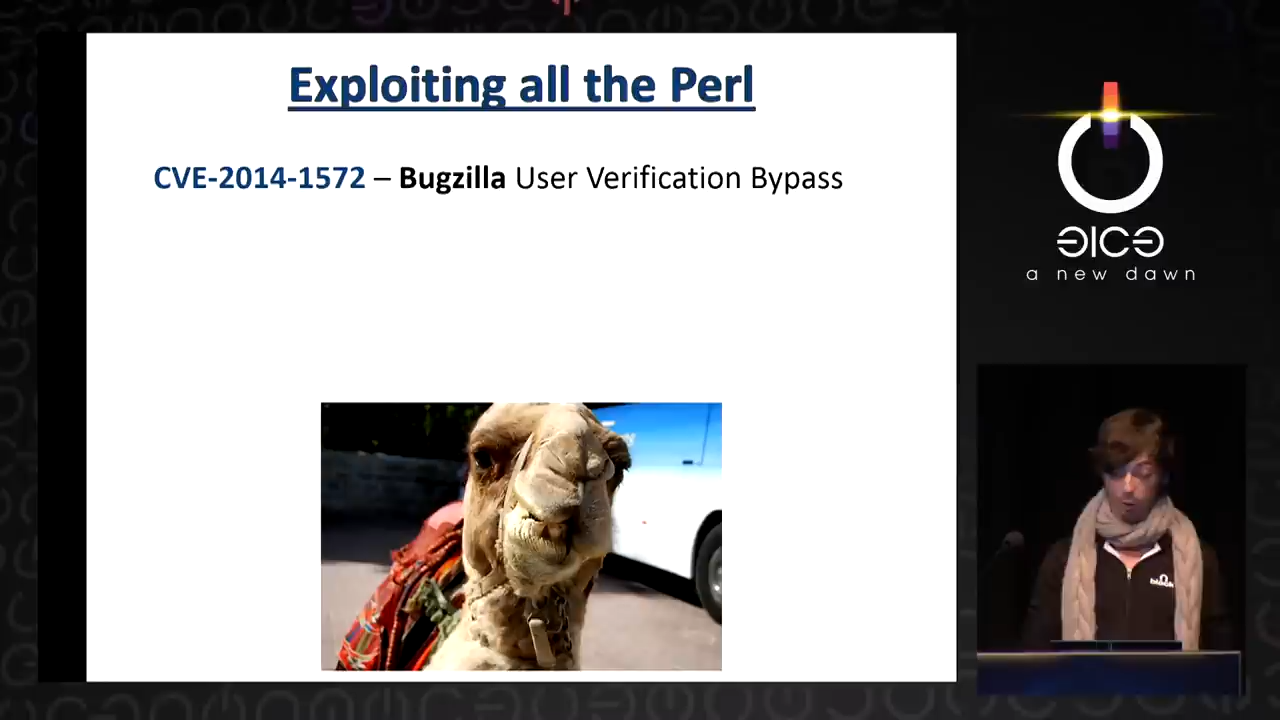 Exploiting all the Perl
CVE-2014-1572 – Bugzilla User Verification Bypass
a new dawn